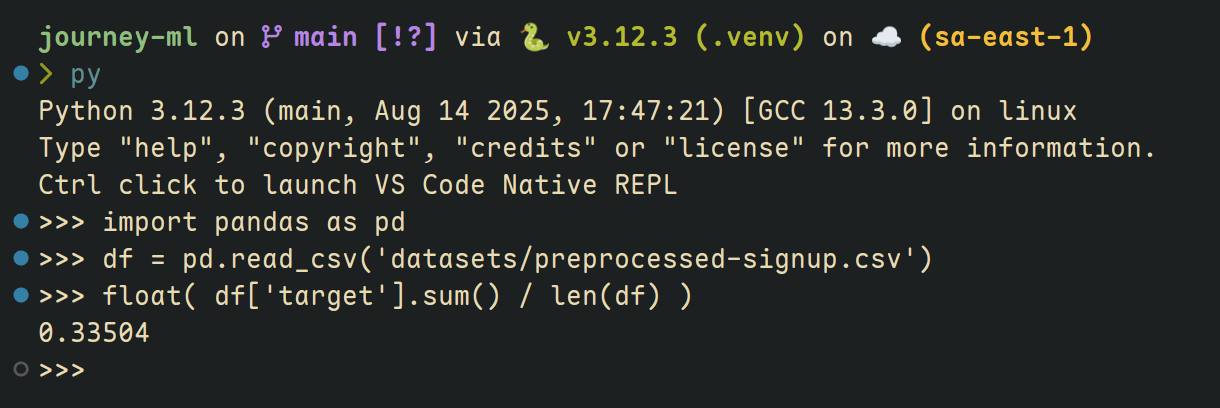 journey-ml on main [!?] via 🐍 v3.12.3 (.venv) on ☁️ (sa-east-1)
> py
Python 3.12.3 (main, Aug 14 2025, 17:47:21) [GCC 13.3.0] on linux
Type "help", "copyright", "credits" or "license" for more information.
Ctrl click to launch VS Code Native REPL
>>> import pandas as pd
>>> df = pd.read_csv('datasets/preprocessed-signup.csv')
>>> float( df['target'].sum() / len(df) )
0.33504
>>>